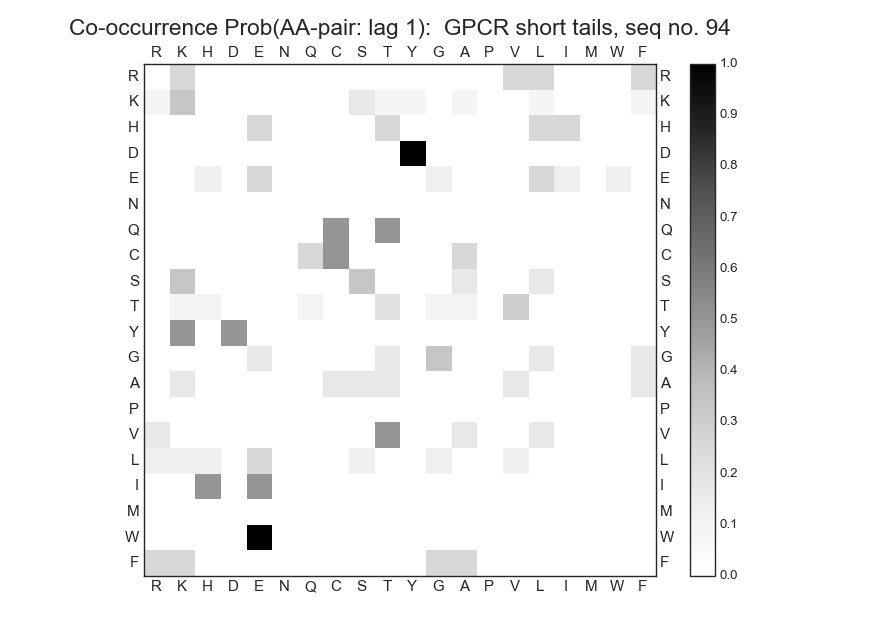 Co-occurrence Prob(AA-pair: lag 1):  GPCR short tails, seq no. 94
R K H D E N Q C S T Y G A P V L I M W F
R R 1.0
K K 0.9
H H
D D 0.8
E E
N N 0.7
Q Q
C C 0.6
S S
T T 0.5
Y Y
G G 0.4
A A
P P 0.3
V V
L L 0.2
I I
M M 0.1
W W
F F 0.0
R K H D E N Q C S T Y G A P V L I M W F